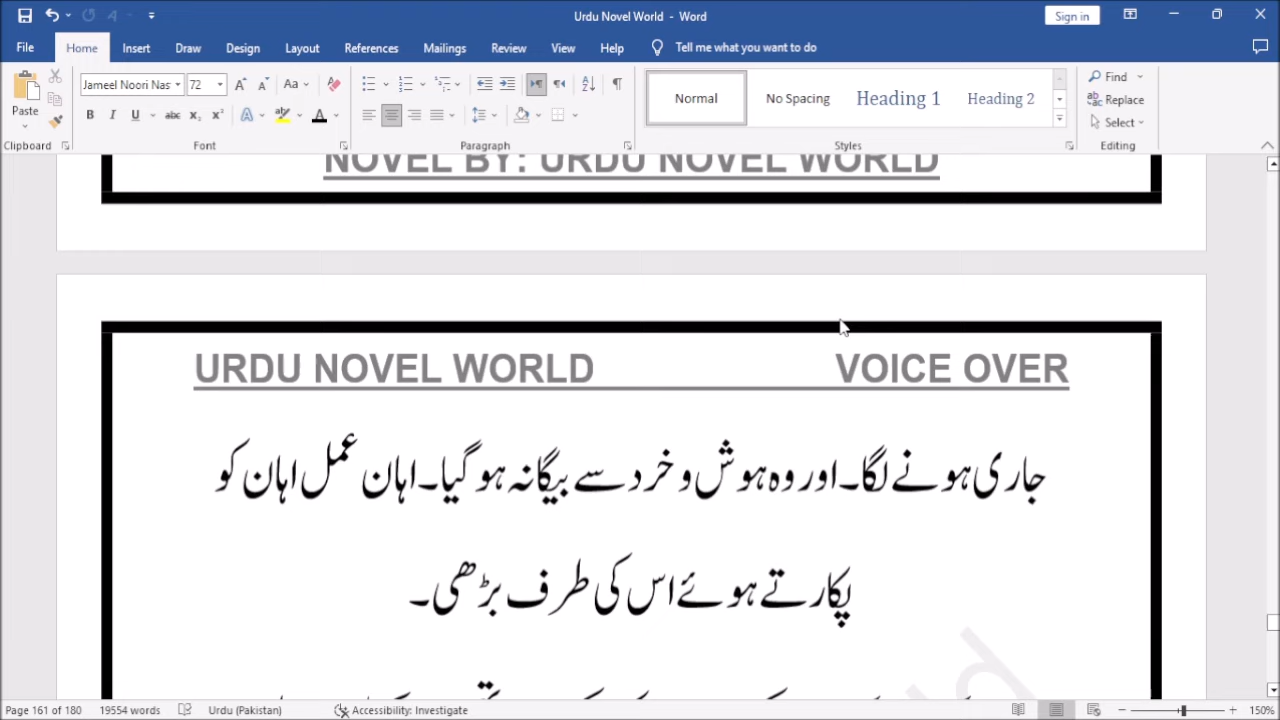 Urdu Novel World - Word
Sign in
File Home Insert Draw Design Layout References Mailings Review View Help Tell me what you want to do
Jameel Noori Nas 72 Aa
Normal No Spacing Heading 1 Heading 2
Find
Replace
Select
Paste
B I U abc x₂ x² A A
Clipboard Font Paragraph Styles Editing
NOVEL BY: URDU NOVEL WORLD
URDU NOVEL WORLD VOICE OVER
جاری ہونے لگا۔ اور وہ ہوش و خرد سے بیگانہ ہو گیا۔ اہان عمل اہان کو
پکارتے ہوئے اس کی طرف بڑھی۔
Page 161 of 180 19554 words Urdu (Pakistan) Accessibility: Investigate 150%